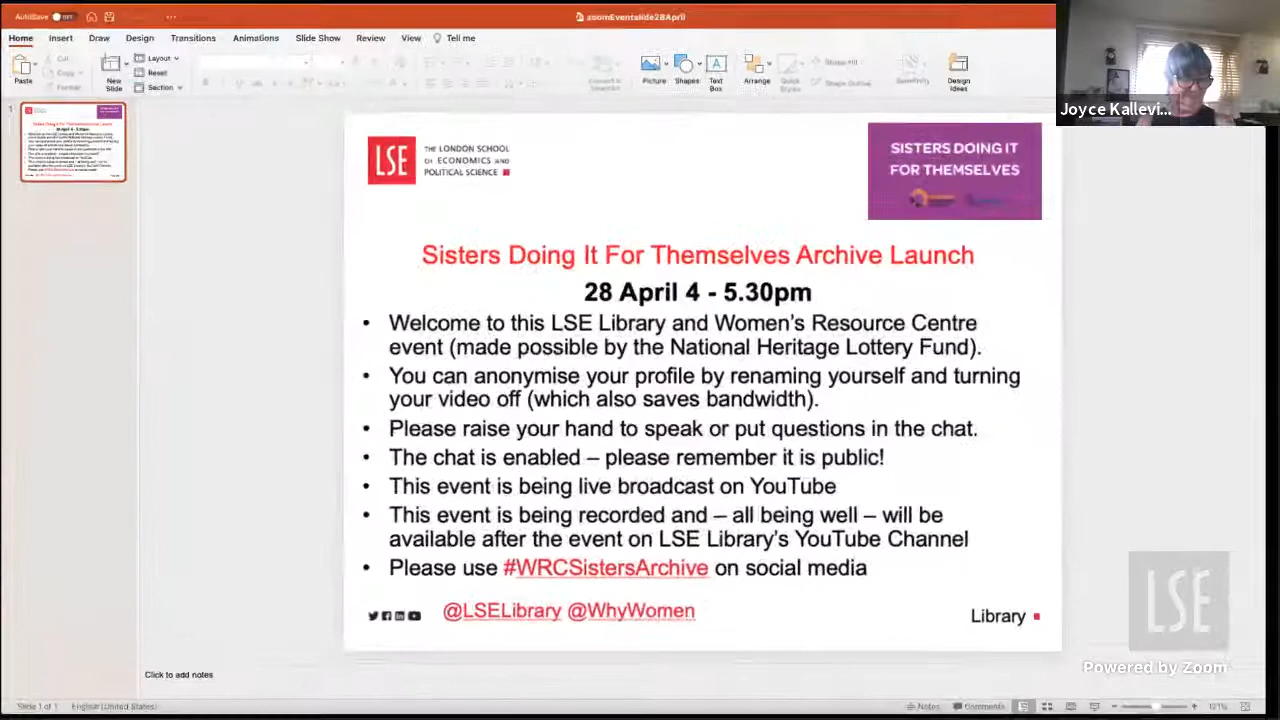 AutoSave OFF
zoomEventslide28April
Home Insert Draw Design Transitions Animations Slide Show Review View Tell me
Paste
Cut
Copy
Format
New Slide
Layout
Reset
Section
Picture
Shapes
Text Box
Arrange
Quick Styles
Shape Fill
Shape Outline
Design Ideas
Joyce Kallevi...
1
LSE
THE LONDON SCHOOL
OF ECONOMICS AND
POLITICAL SCIENCE
SISTERS DOING IT
FOR THEMSELVES
Sisters Doing It For Themselves Archive Launch
28 April 4 - 5.30pm
• Welcome to this LSE Library and Women's Resource Centre
event (made possible by the National Heritage Lottery Fund).
• You can anonymise your profile by renaming yourself and turning
your video off (which also saves bandwidth).
• Please raise your hand to speak or put questions in the chat.
• The chat is enabled – please remember it is public!
• This event is being live broadcast on YouTube
• This event is being recorded and – all being well – will be
available after the event on LSE Library's YouTube Channel
• Please use #WRCSistersArchive on social media
@LSELibrary @WhyWomen
Library
LSE
Powered by Zoom
Click to add notes
Slide 1 of 1 English (United States)
Notes Comments 121%